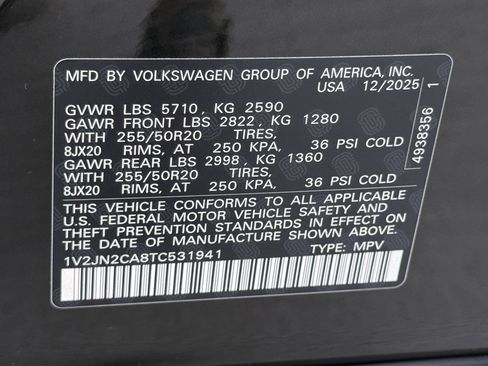 MFD BY VOLKSWAGEN GROUP OF AMERICA, INC.
USA 12/2025
GVWR LBS 5710, KG 2590
GAWR FRONT LBS 2822, KG 1280
WITH 255/50R20 TIRES,
8JX20 RIMS, AT 250 KPA, 36 PSI COLD
GAWR REAR LBS 2998, KG 1360
WITH 255/50R20 TIRES,
8JX20 RIMS, AT 250 KPA, 36 PSI COLD
THIS VEHICLE CONFORMS TO ALL APPLICABLE
U.S. FEDERAL MOTOR VEHICLE SAFETY AND
THEFT PREVENTION STANDARDS IN EFFECT
ON THE DATE OF MANUFACTURE SHOWN ABOVE.
1V2JN2CA8TC531941 TYPE: MPV
4938356 1